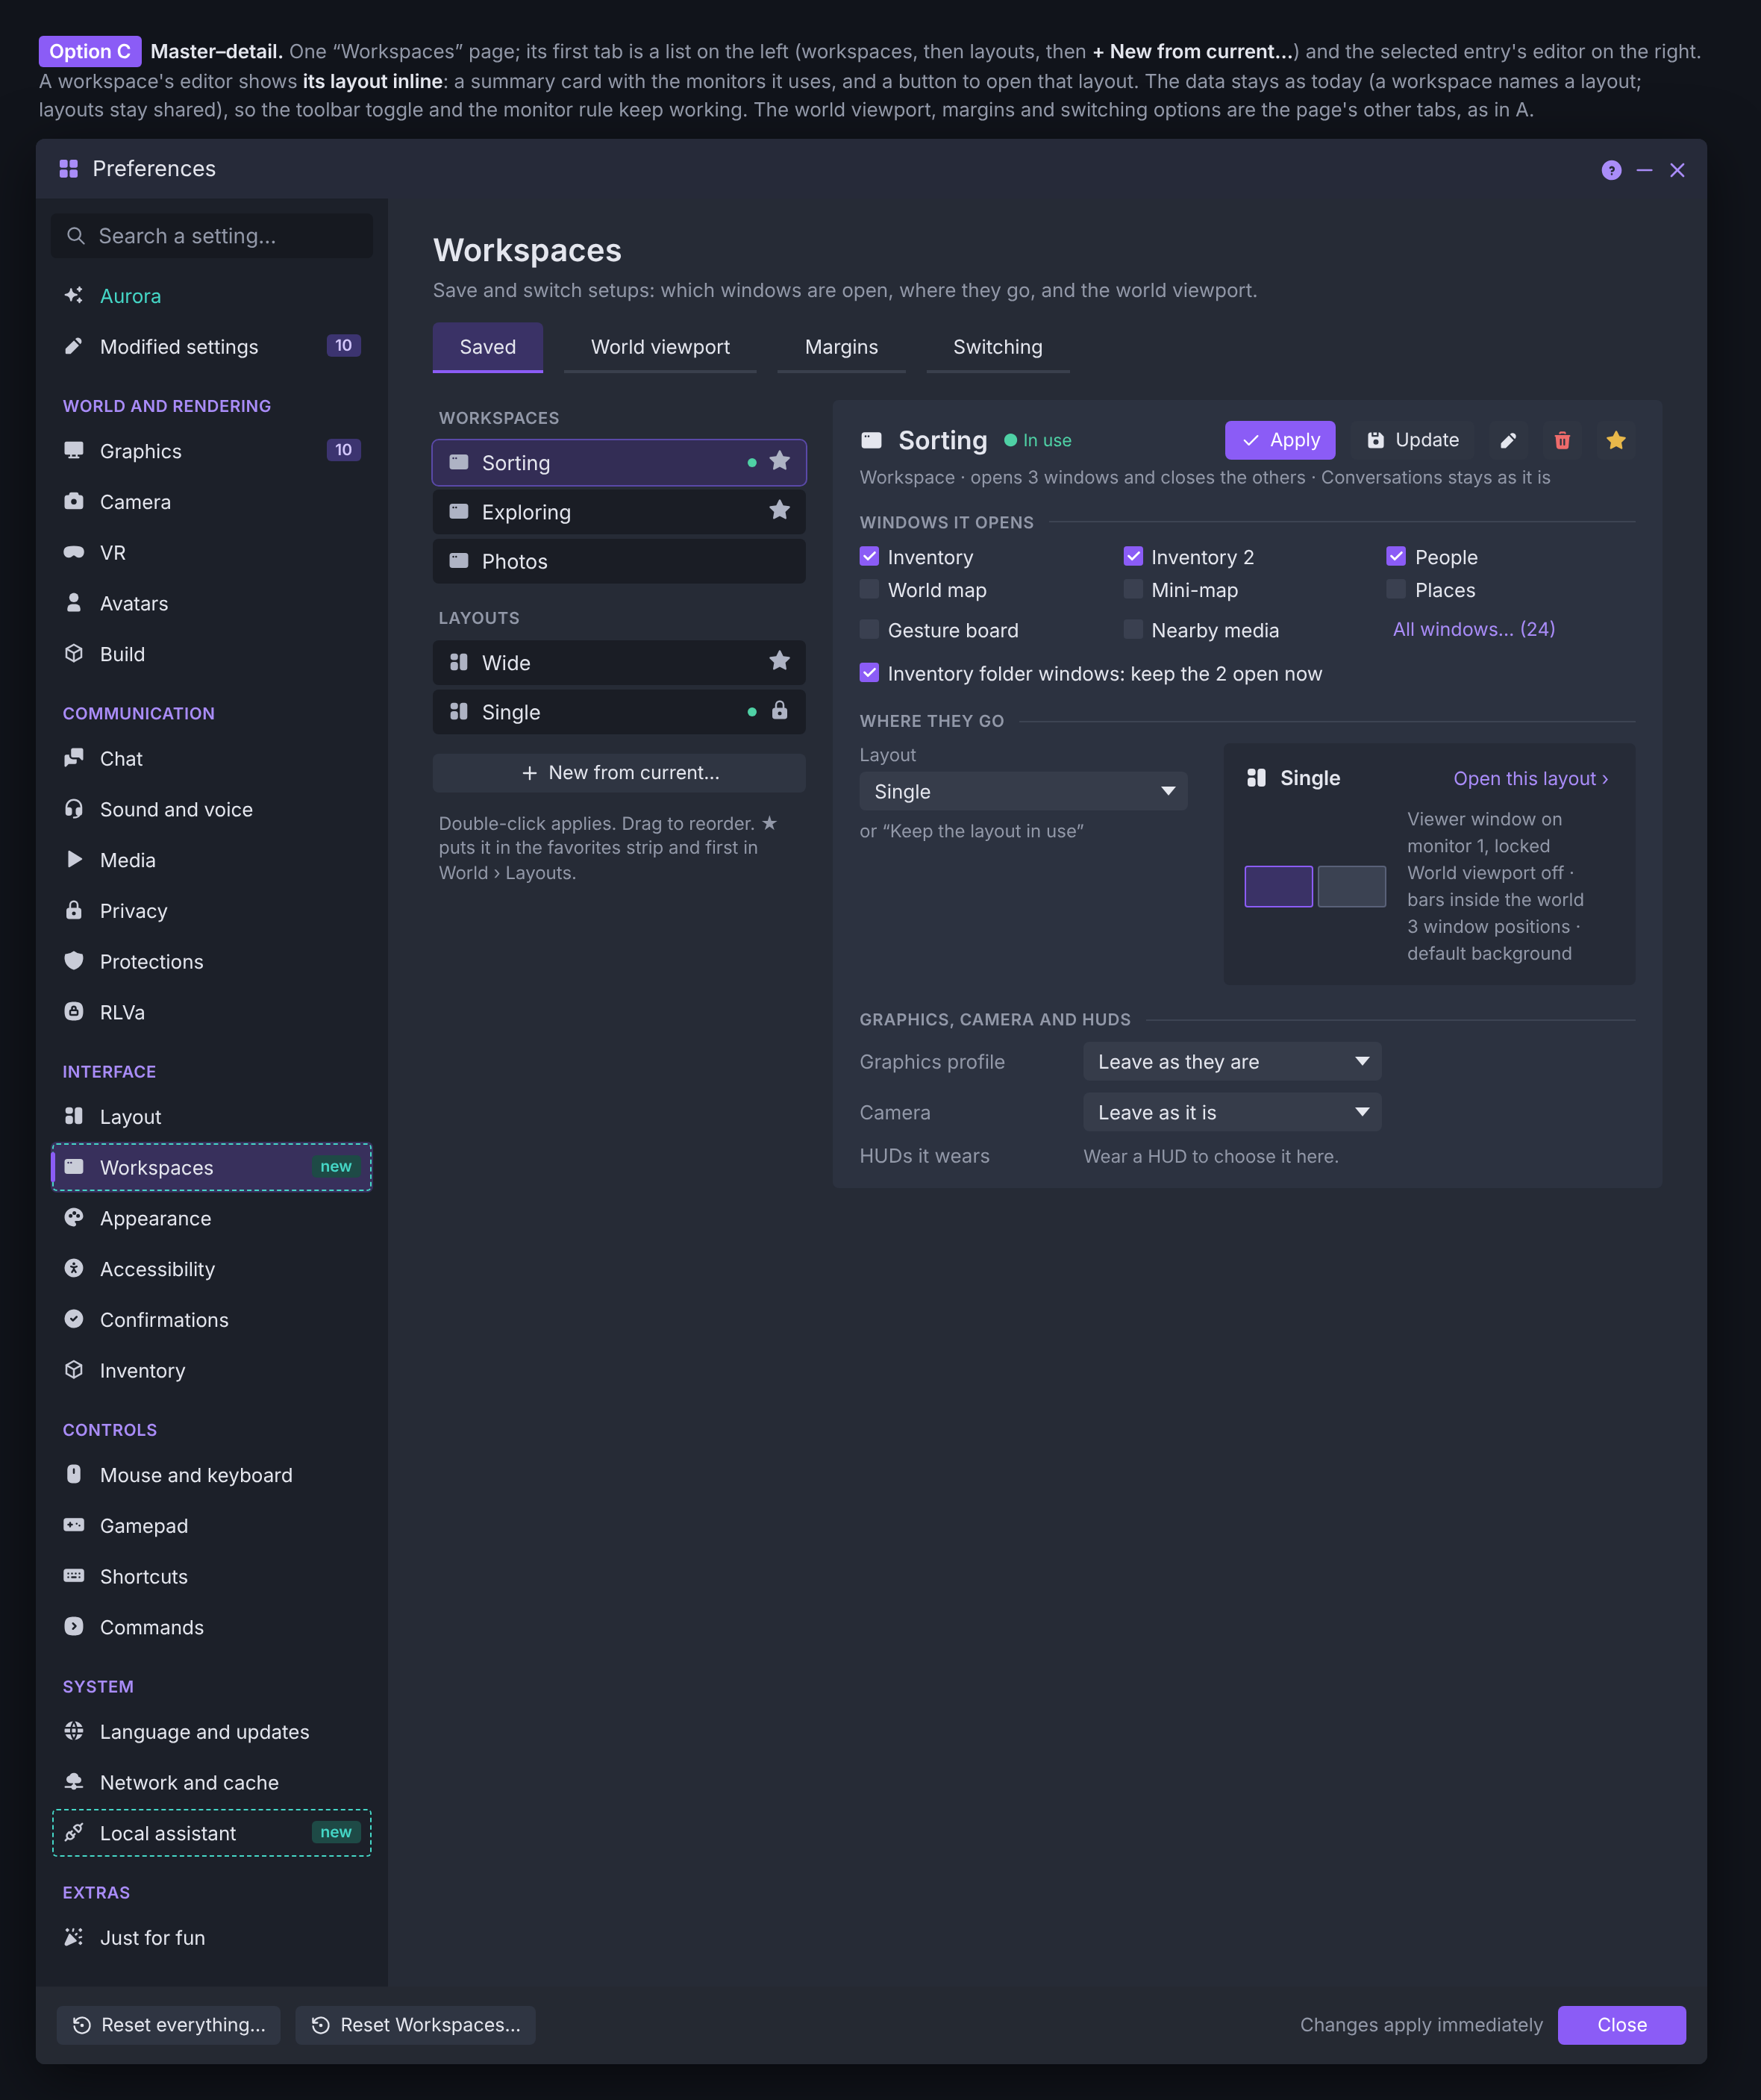 Option C Master–detail. One “Workspaces” page; its first tab is a list on the left (workspaces, then layouts, then + New from current...) and the selected entry's editor on the right.
A workspace's editor shows its layout inline: a summary card with the monitors it uses, and a button to open that layout. The data stays as today (a workspace names a layout;
layouts stay shared), so the toolbar toggle and the monitor rule keep working. The world viewport, margins and switching options are the page's other tabs, as in A.
Preferences
?
Search a setting...
Aurora
Modified settings 10
WORLD AND RENDERING
Graphics 10
Camera
VR
Avatars
Build
COMMUNICATION
Chat
Sound and voice
Media
Privacy
Protections
RLVa
INTERFACE
Layout
Workspaces new
Appearance
Accessibility
Confirmations
Inventory
CONTROLS
Mouse and keyboard
Gamepad
Shortcuts
Commands
SYSTEM
Language and updates
Network and cache
Local assistant new
EXTRAS
Just for fun
Workspaces
Save and switch setups: which windows are open, where they go, and the world viewport.
Saved World viewport Margins Switching
WORKSPACES
Sorting
Exploring
Photos
LAYOUTS
Wide
Single
+ New from current...
Double-click applies. Drag to reorder. ★
puts it in the favorites strip and first in
World › Layouts.
Sorting In use Apply Update
Workspace · opens 3 windows and closes the others · Conversations stays as it is
WINDOWS IT OPENS
Inventory Inventory 2 People
World map Mini-map Places
Gesture board Nearby media All windows... (24)
Inventory folder windows: keep the 2 open now
WHERE THEY GO
Layout
Single
or “Keep the layout in use”
Single Open this layout ›
Viewer window on
monitor 1, locked
World viewport off ·
bars inside the world
3 window positions ·
default background
GRAPHICS, CAMERA AND HUDS
Graphics profile Leave as they are
Camera Leave as it is
HUDs it wears Wear a HUD to choose it here.
Reset everything... Reset Workspaces... Changes apply immediately Close